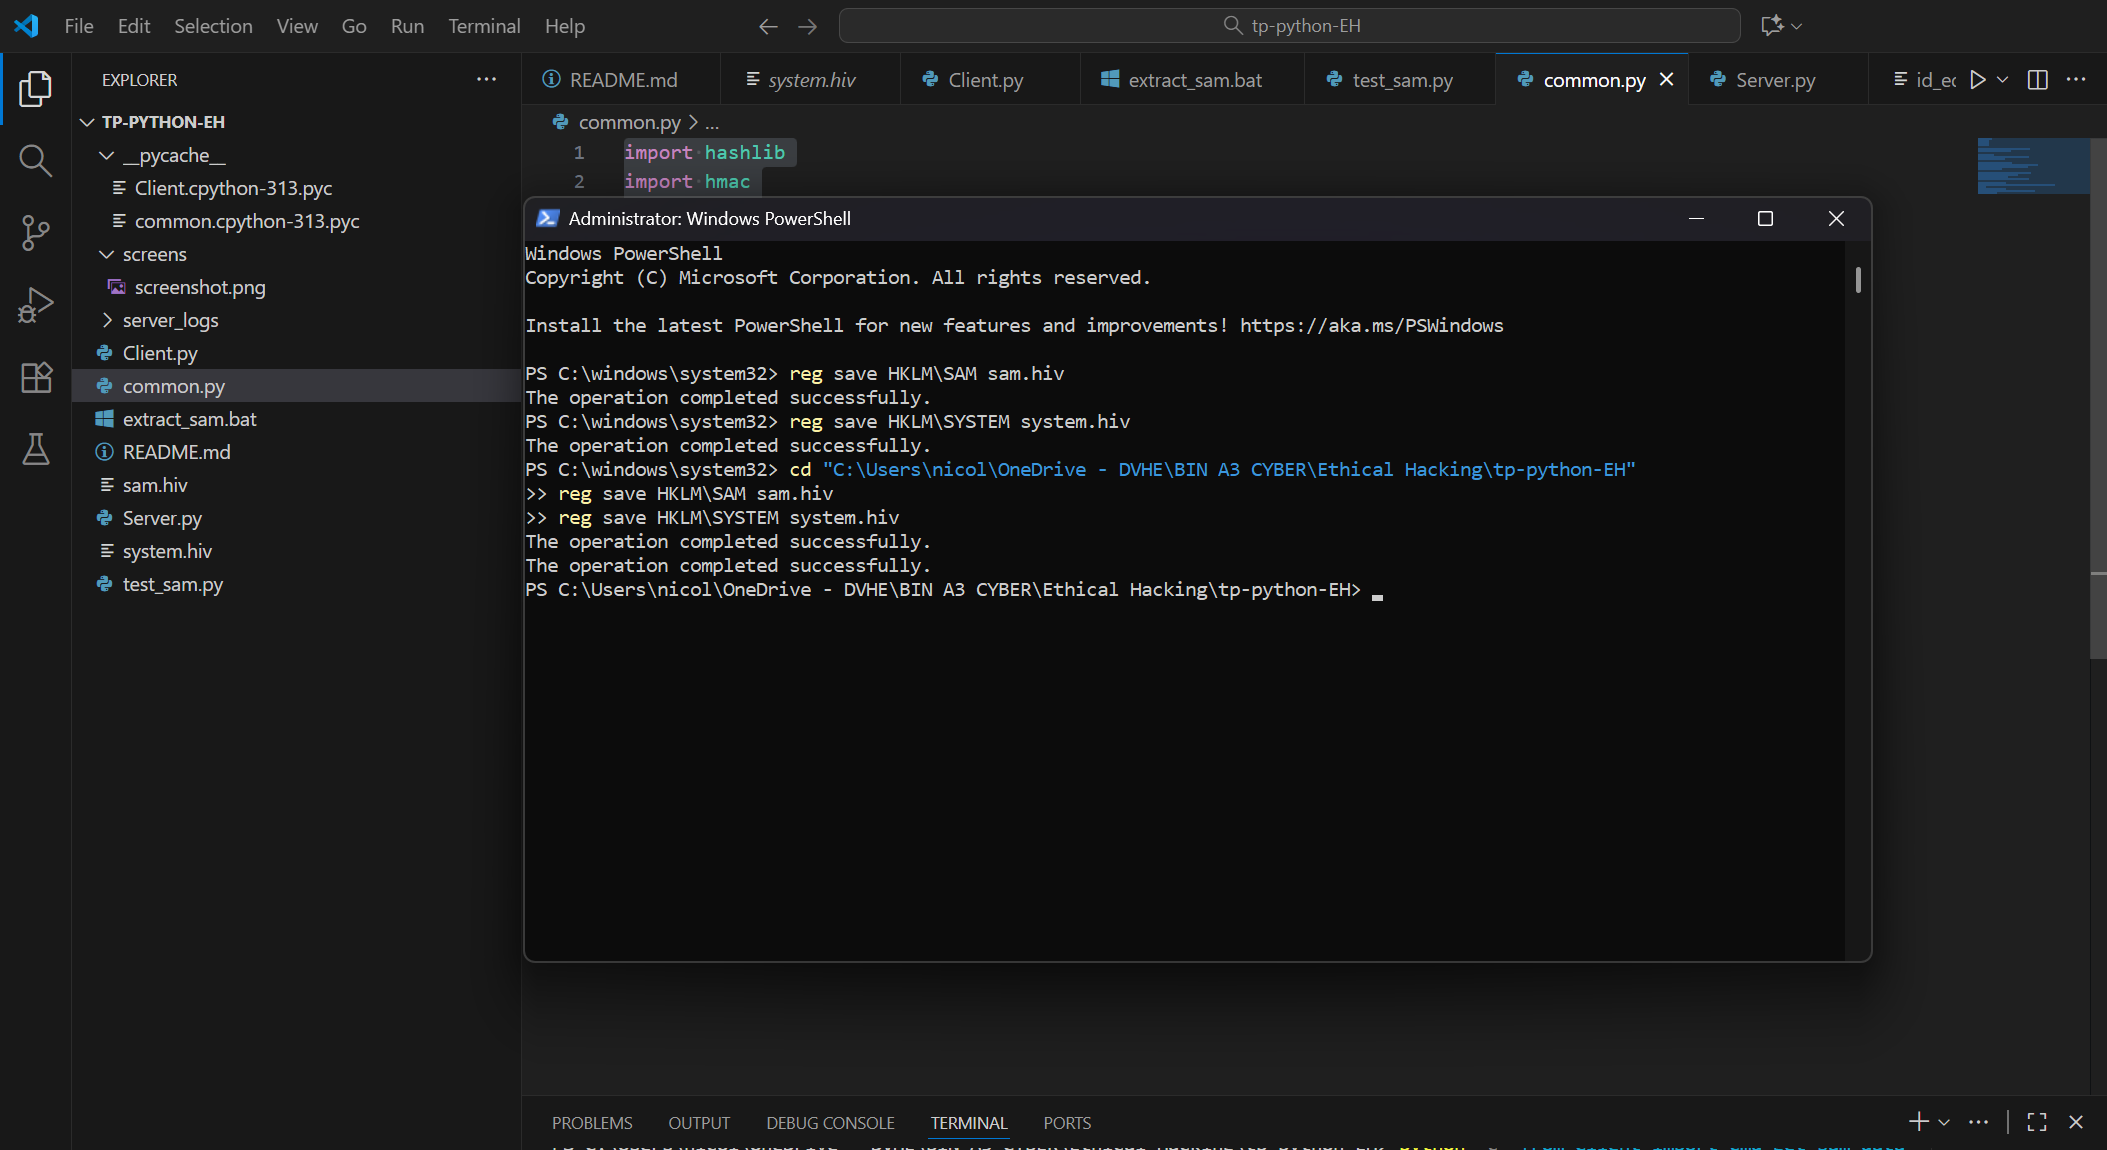 File Edit Selection View Go Run Terminal Help
tp-python-EH
EXPLORER
TP-PYTHON-EH
__pycache__
Client.cpython-313.pyc
common.cpython-313.pyc
screens
screenshot.png
server_logs
Client.py
common.py
extract_sam.bat
README.md
sam.hiv
Server.py
system.hiv
test_sam.py
README.md system.hiv Client.py extract_sam.bat test_sam.py common.py Server.py
common.py > ...
1 import hashlib
2 import hmac
Administrator: Windows PowerShell
Windows PowerShell
Copyright (C) Microsoft Corporation. All rights reserved.
Install the latest PowerShell for new features and improvements! https://aka.ms/PSWindows
PS C:\windows\system32> reg save HKLM\SAM sam.hiv
The operation completed successfully.
PS C:\windows\system32> reg save HKLM\SYSTEM system.hiv
The operation completed successfully.
PS C:\windows\system32> cd "C:\Users\nicol\OneDrive - DVHE\BIN A3 CYBER\Ethical Hacking\tp-python-EH"
>> reg save HKLM\SAM sam.hiv
>> reg save HKLM\SYSTEM system.hiv
The operation completed successfully.
The operation completed successfully.
PS C:\Users\nicol\OneDrive - DVHE\BIN A3 CYBER\Ethical Hacking\tp-python-EH>
PROBLEMS OUTPUT DEBUG CONSOLE TERMINAL PORTS